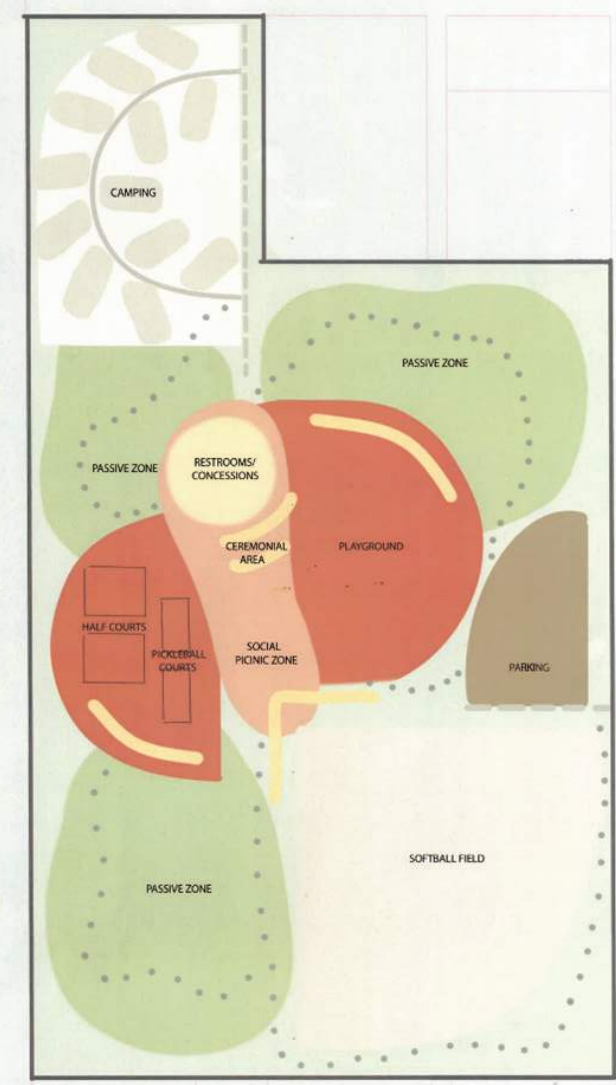 CAMPING
PASSIVE ZONE
PASSIVE ZONE
RESTROOMS/
CONCESSIONS
CEREMONIAL
AREA
PLAYGROUND
HALF COURTS
PICKLEBALL
COURTS
SOCIAL
PICINIC ZONE
PARKING
SOFTBALL FIELD
PASSIVE ZONE